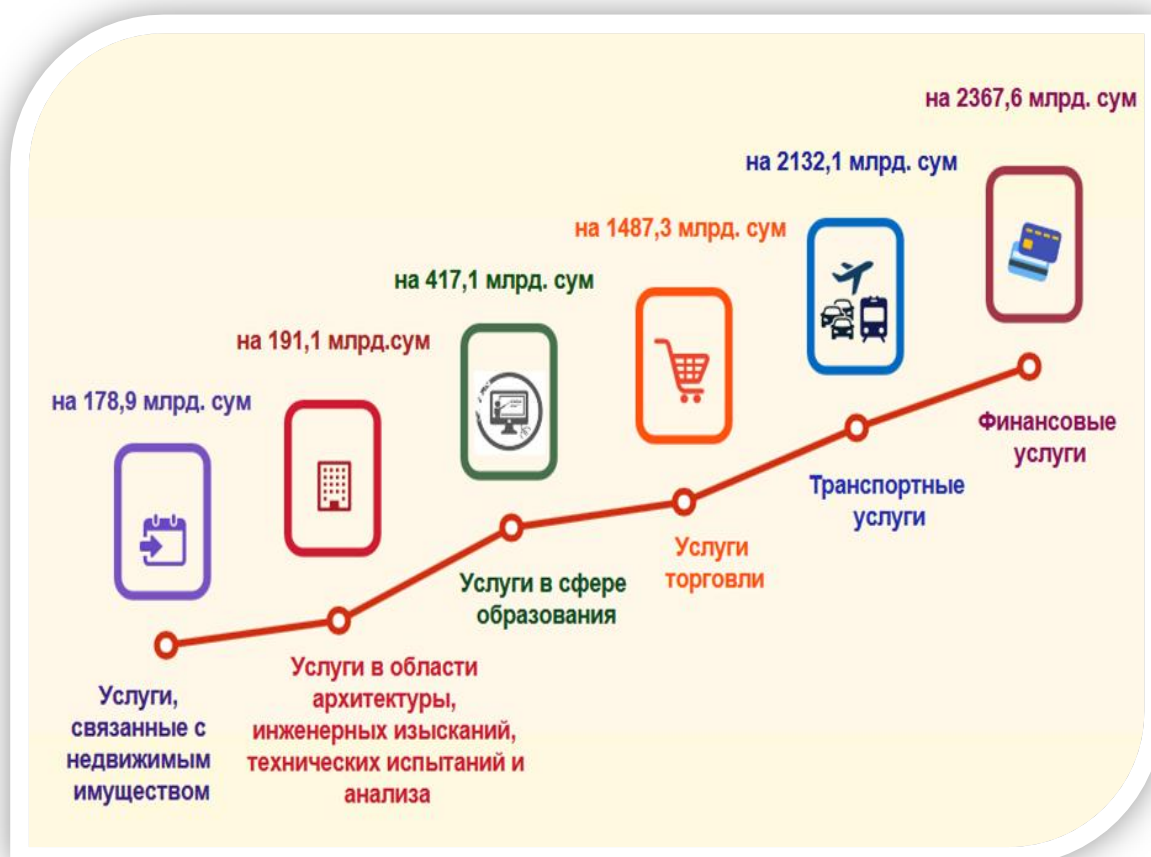 на 2367,6 млрд. сум
на 2132,1 млрд. сум
на 1487,3 млрд. сум
на 417,1 млрд. сум
на 191,1 млрд.сум
на 178,9 млрд. сум
Финансовые
услуги
Транспортные
услуги
Услуги
торговли
Услуги в сфере
образования
Услуги в области
архитектуры,
инженерных изысканий,
технических испытаний и
анализа
Услуги,
связанные с
недвижимым
имуществом